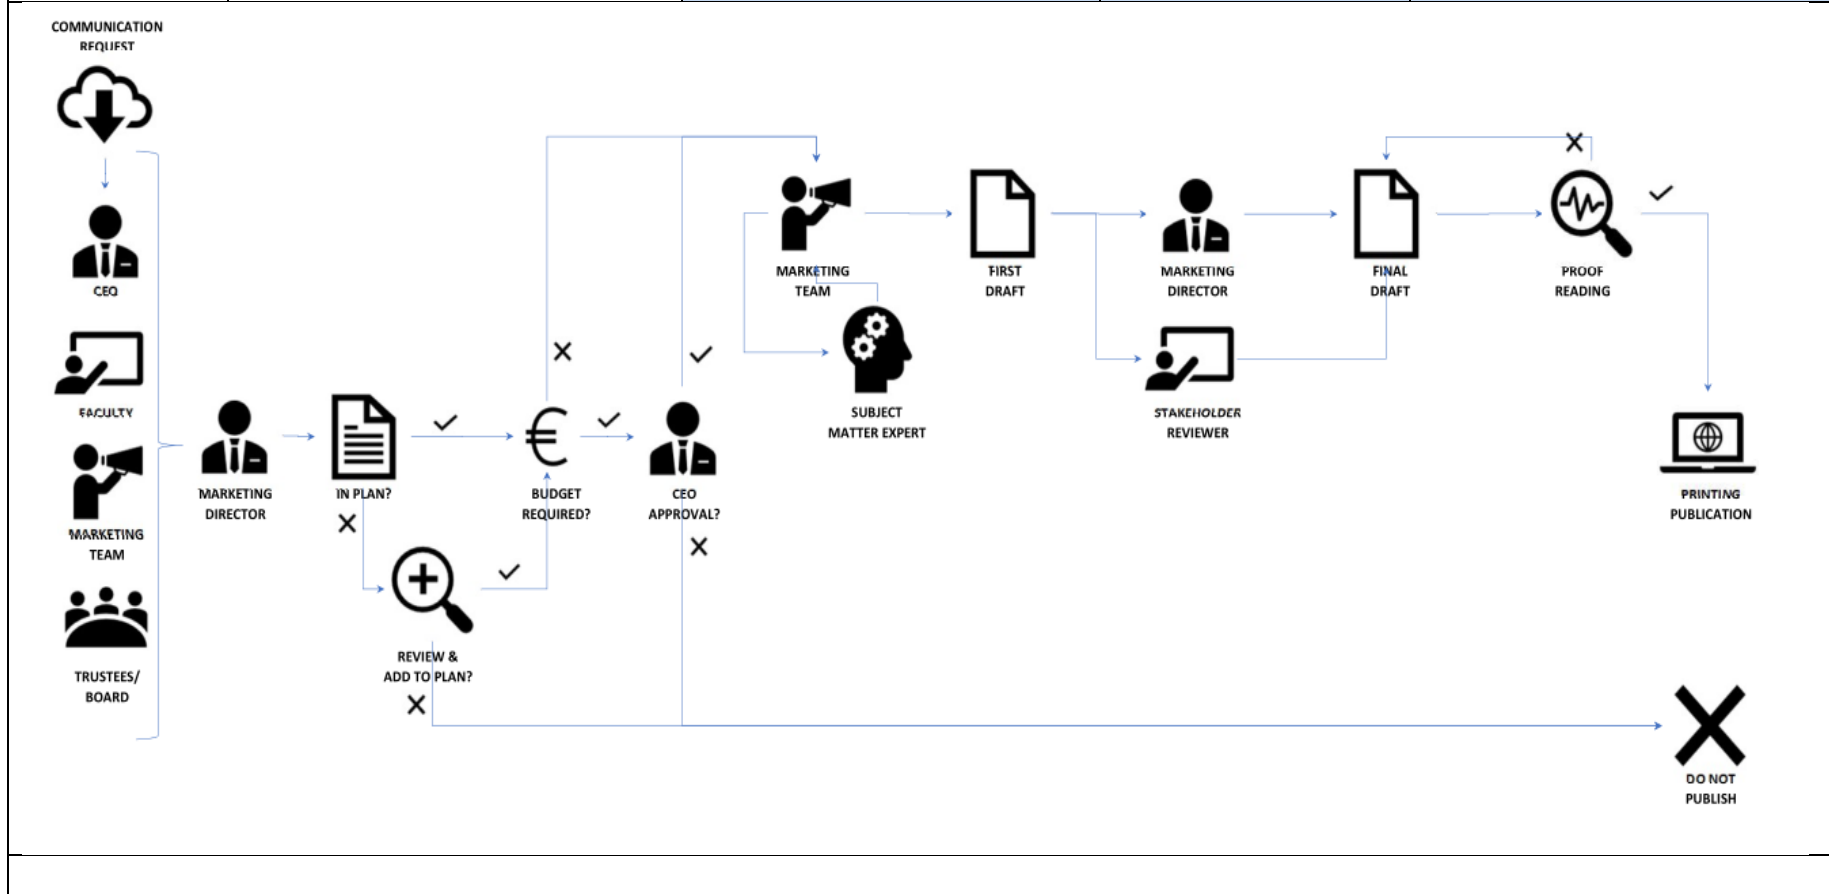 COMMUNICATION
REQUEST
CEO
FACULTY
MARKETING
TEAM
TRUSTEES/
BOARD
MARKETING
DIRECTOR
IN PLAN?
REVIEW &
ADD TO PLAN?
BUDGET
REQUIRED?
CEO
APPROVAL?
MARKETING
TEAM
SUBJECT
MATTER EXPERT
FIRST
DRAFT
MARKETING
DIRECTOR
STAKEHOLDER
REVIEWER
FINAL
DRAFT
PROOF
READING
PRINTING
PUBLICATION
DO NOT
PUBLISH